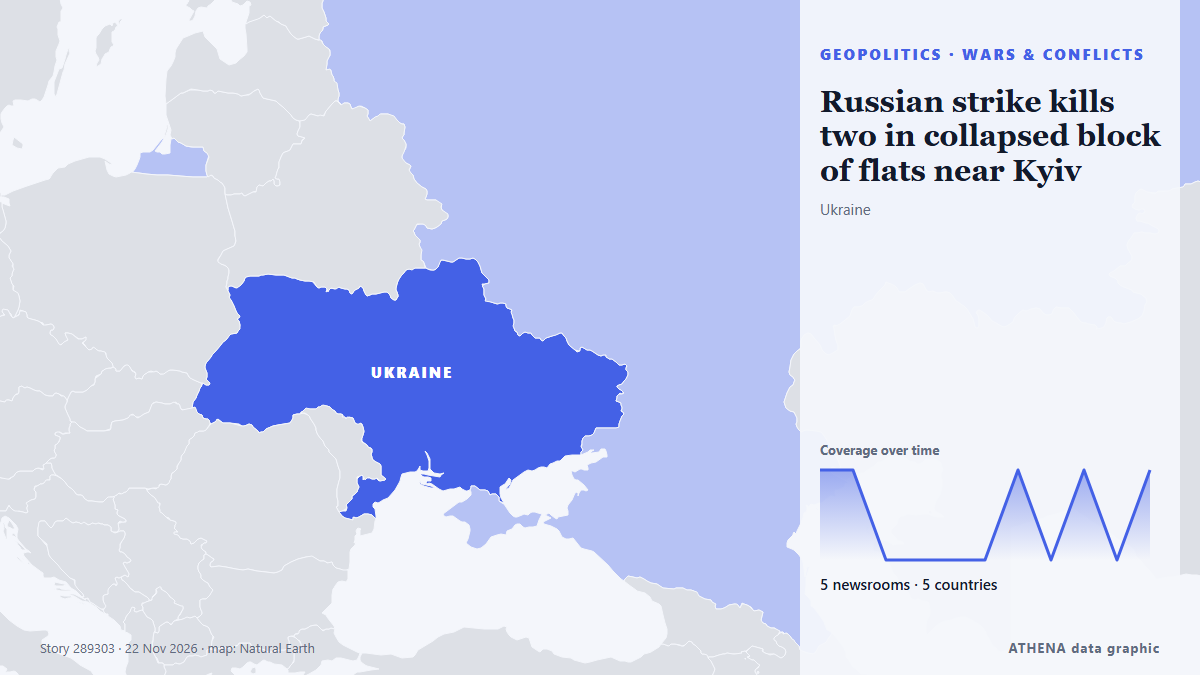 GEOPOLITICS · WARS & CONFLICTS
Russian strike kills
two in collapsed block
of flats near Kyiv
Ukraine
UKRAINE
Coverage over time
5 newsrooms · 5 countries
Story 289303 · 22 Nov 2026 · map: Natural Earth
ATHENA data graphic